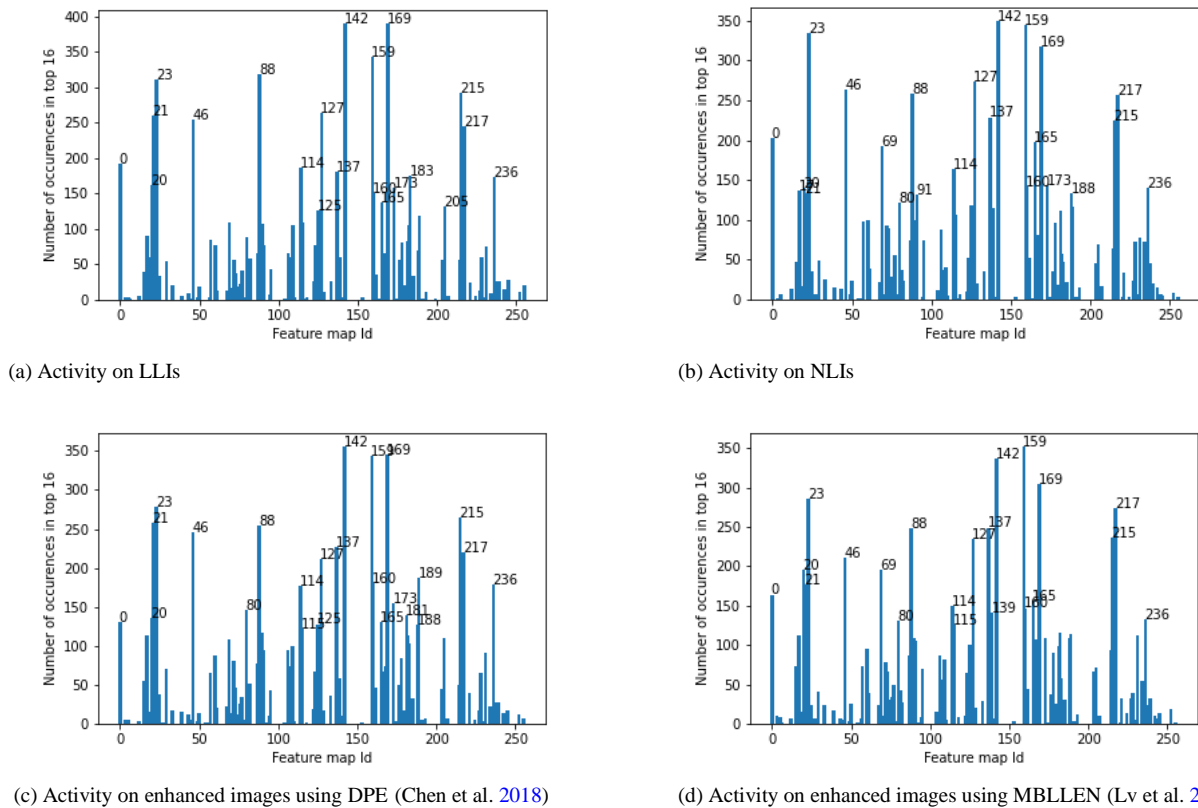 400
350
300
250
200
150
100
50
0
Number of occurences in top 16
0 20 21 23 46 88 114 125 127 137 142 159 160 165 169 173 183 205 215 217 236
0 50 100 150 200 250
Feature map Id
(a) Activity on LLIs
350
300
250
200
150
100
50
0
Number of occurences in top 16
0 21 23 46 69 80 88 91 114 127 137 142 159 160 165 169 173 188 215 217 236
0 50 100 150 200 250
Feature map Id
(b) Activity on NLIs
350
300
250
200
150
100
50
0
Number of occurences in top 16
0 20 21 23 46 80 88 114 115 125 127 137 142 159 160 165 169 173 181 188 189 215 217 236
0 50 100 150 200 250
Feature map Id
(c) Activity on enhanced images using DPE (Chen et al. 2018)
350
300
250
200
150
100
50
0
Number of occurences in top 16
0 20 21 23 46 69 80 88 114 115 127 137 139 142 159 160 165 169 215 217 236
0 50 100 150 200 250
Feature map Id
(d) Activity on enhanced images using MBLLEN (Lv et al. 2